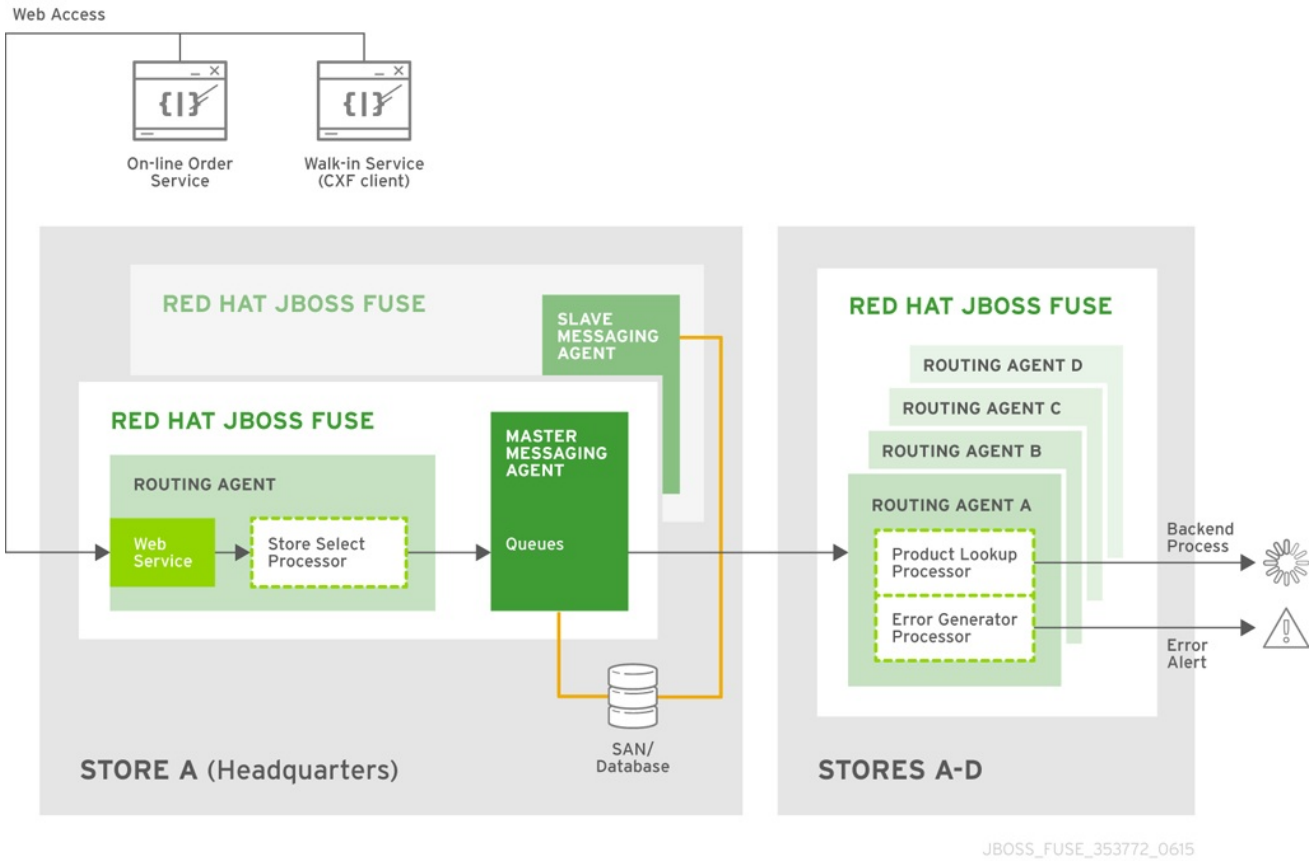 Web Access
{|}
{|}
On-line Order
Service
Walk-in Service
(CXF client)
RED HAT JBOSS FUSE
SLAVE
MESSAGING
AGENT
RED HAT JBOSS FUSE
MASTER
MESSAGING
AGENT
ROUTING AGENT
Web
Service
Store Select
Processor
Queues
SAN/
Database
STORE A (Headquarters)
RED HAT JBOSS FUSE
ROUTING AGENT D
ROUTING AGENT C
ROUTING AGENT B
ROUTING AGENT A
Product Lookup
Processor
Error Generator
Processor
Backend
Process
Error
Alert
STORES A-D
JBOSS_FUSE_353772_0615